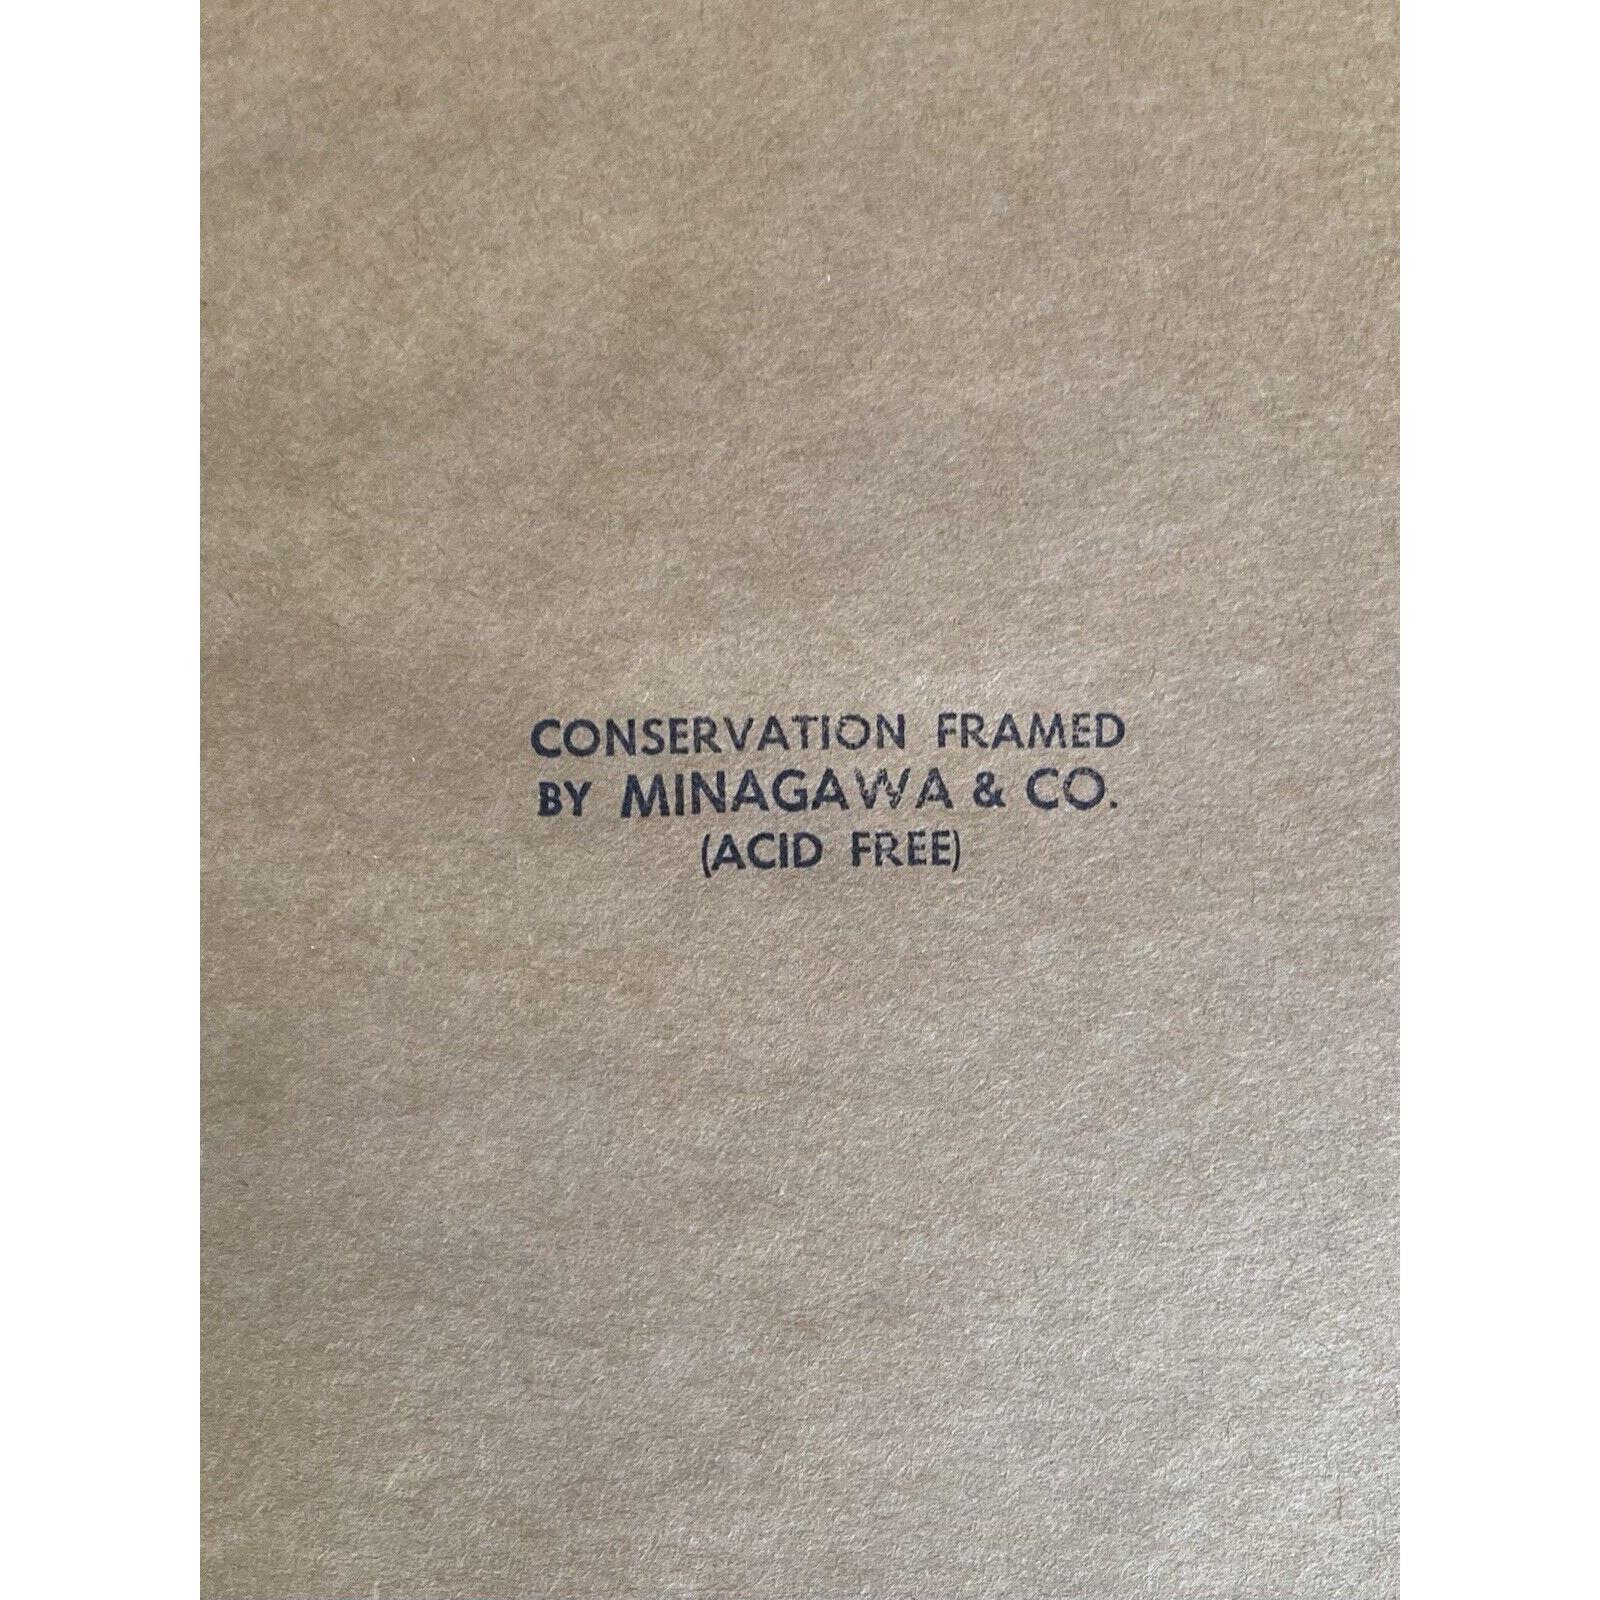 CONSERVATION FRAMED
BY MINAGAWA & CO.
(ACID FREE)